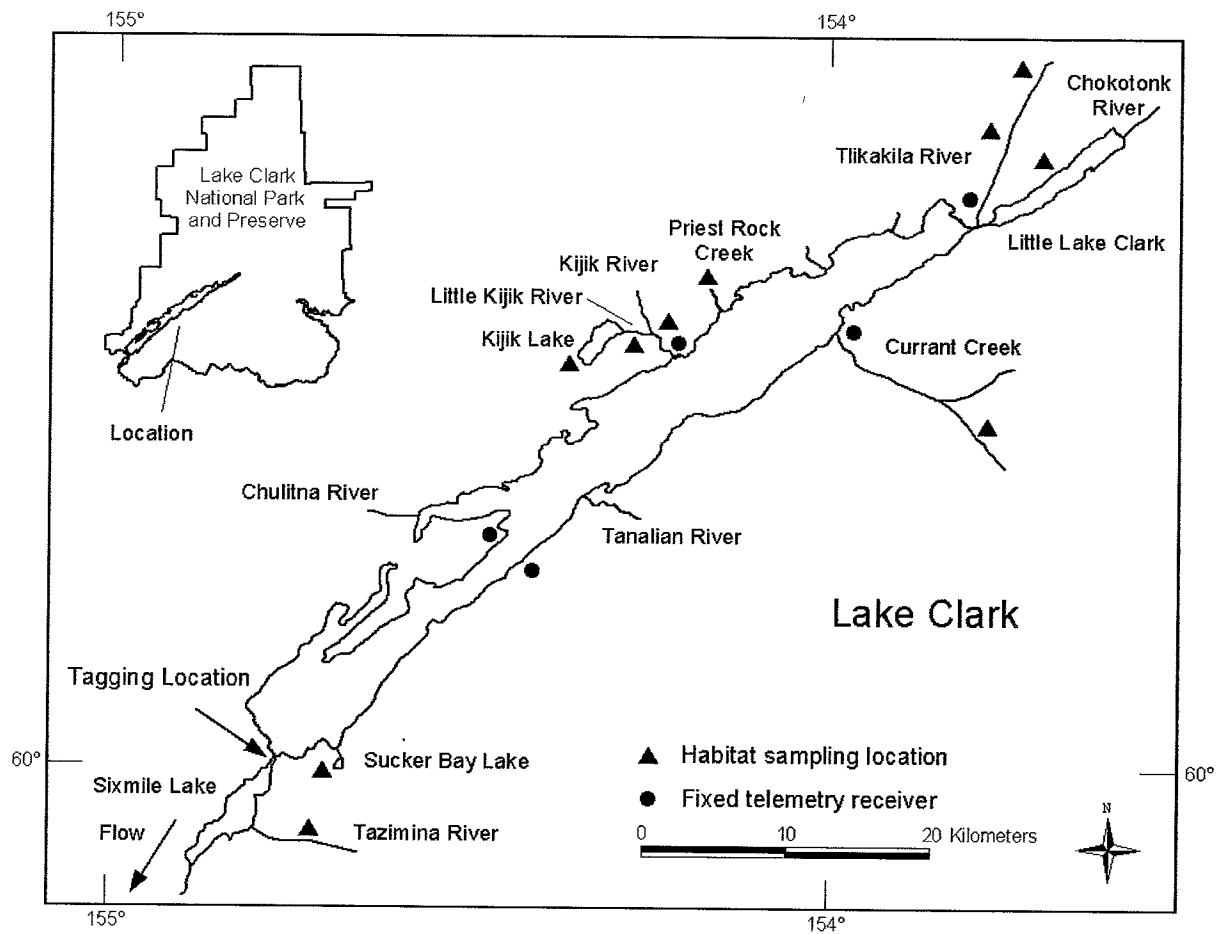 155°
154°
Chokotonk
River
Tlikakila River
Lake Clark
National Park
and Preserve
Priest Rock
Creek
Little Lake Clark
Kijik River
Little Kijik River
Kijik Lake
Currant Creek
Location
Chulitna River
Tanalian River
Lake Clark
Tagging Location
60°
Sucker Bay Lake
Habitat sampling location
60°
Sixmile Lake
Fixed telemetry receiver
Flow
Tazimina River
0 10 20 Kilometers
N
155°
154°